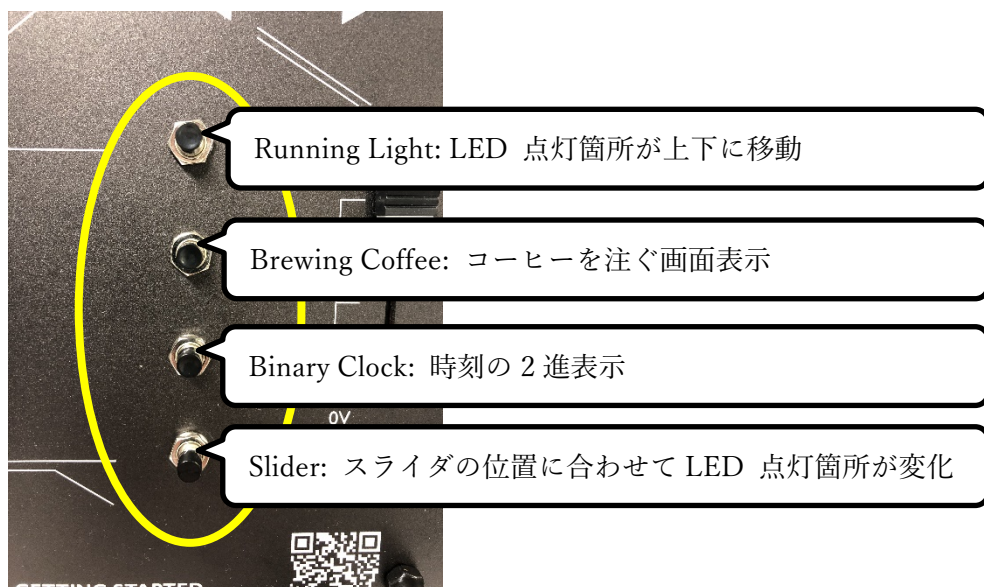 Running Light: LED 点灯箇所が上下に移動
Brewing Coffee: コーヒーを注ぐ画面表示
Binary Clock: 時刻の 2 進表示
0V
Slider: スライダの位置に合わせて LED 点灯箇所が変化
GETTING STARTED